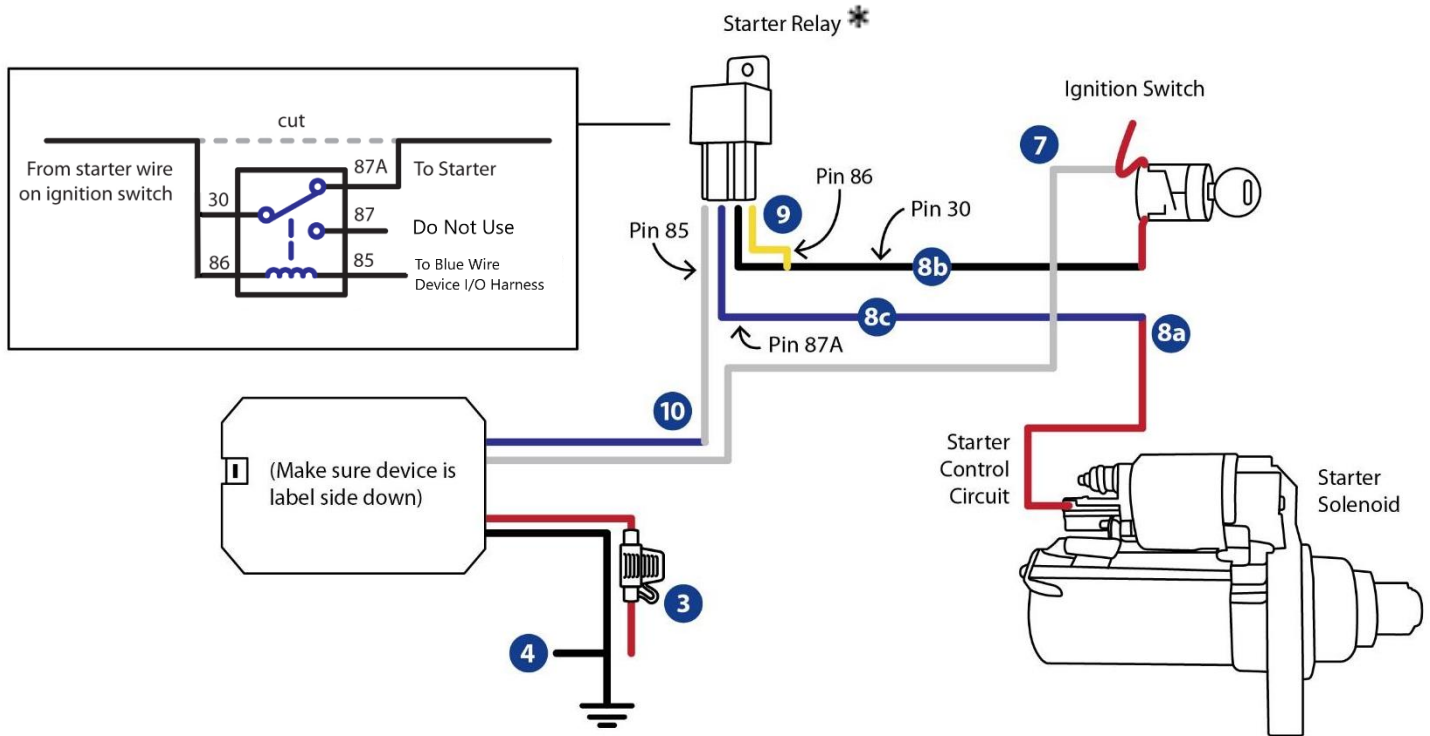 Starter Relay *
Ignition Switch
cut
From starter wire
on ignition switch
87A
To Starter
30
87
Do Not Use
86
85
To Blue Wire
Device I/O Harness
7
Pin 86
9
Pin 85
Pin 30
8b
8c
8a
Pin 87A
10
(Make sure device is
label side down)
Starter
Control
Circuit
Starter
Solenoid
3
4